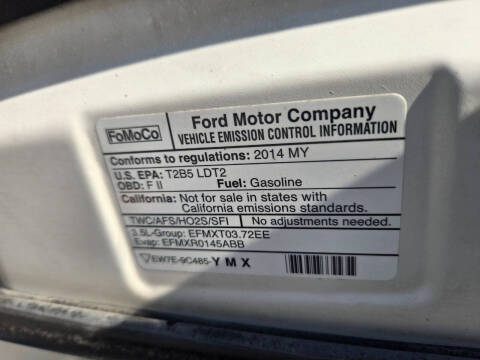 FoMoCo
Ford Motor Company
VEHICLE EMISSION CONTROL INFORMATION
Conforms to regulations: 2014 MY
U.S. EPA: T2B5 LDT2
OBD: F II Fuel: Gasoline
California: Not for sale in states with
California emissions standards.
TWC/AFS/HO2S/SFI No adjustments needed.
3.5L-Group: EFMXT03.72EE
Evap: EFMXR0145ABB
EW7E-9C485-Y M X